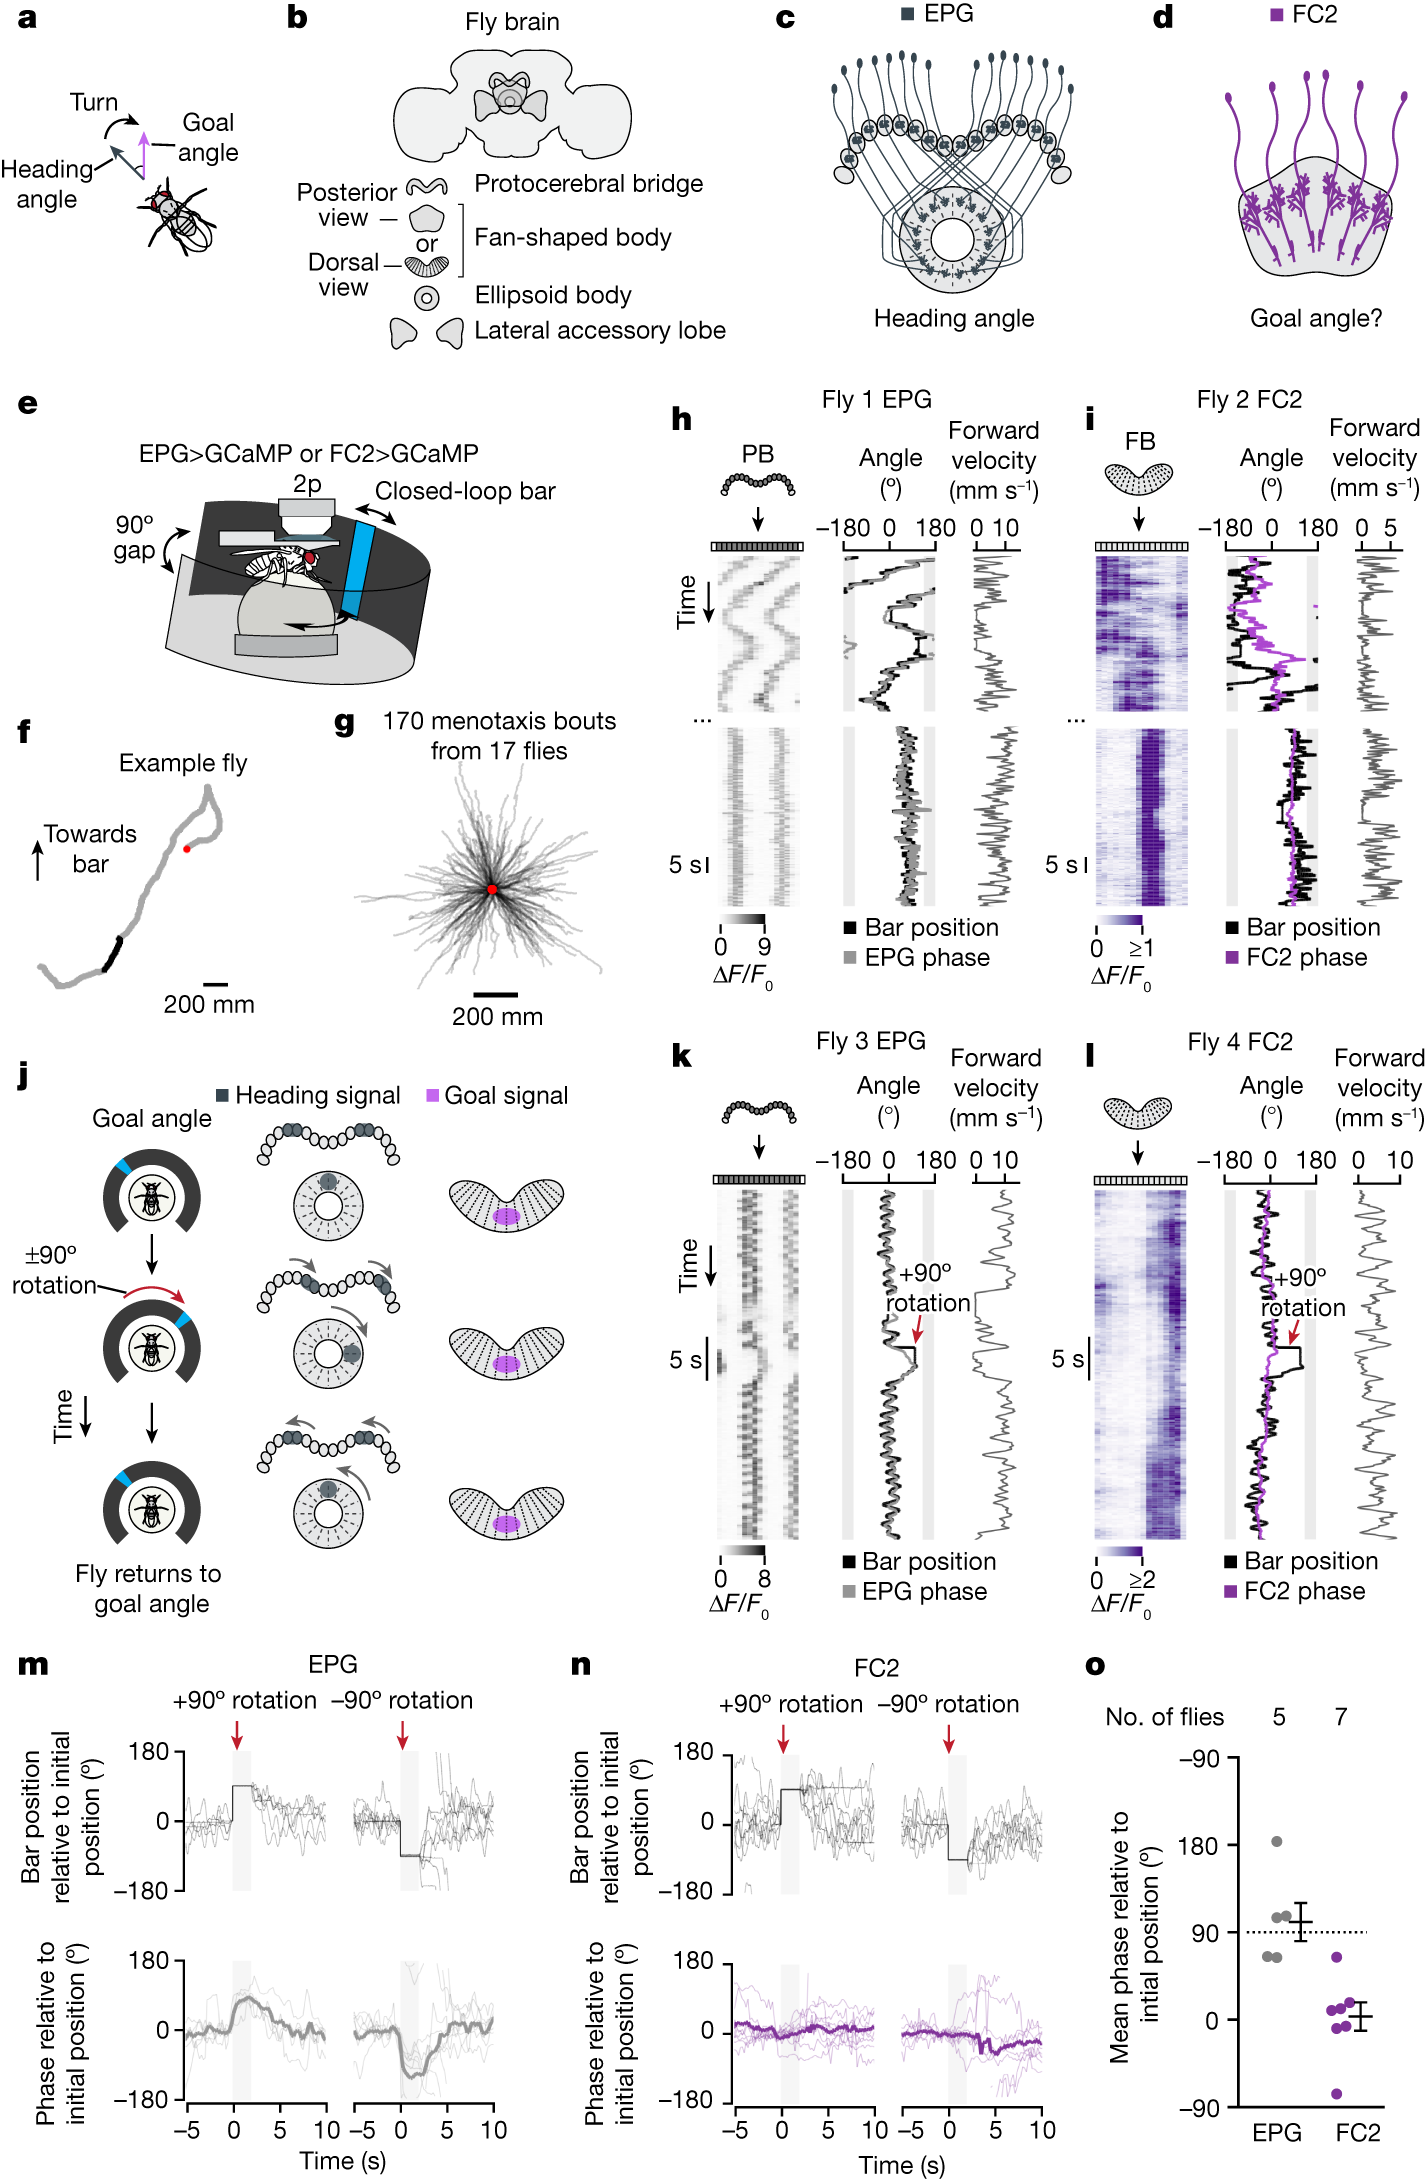 a
Turn
Goal
angle
Heading
angle
b
Fly brain
Posterior
view
or
Dorsal
view
Protocerebral bridge
Fan-shaped body
Ellipsoid body
Lateral accessory lobe
c
EPG
Heading angle
d
FC2
Goal angle?
e
EPG>GCaMP or FC2>GCaMP
2p
Closed-loop bar
90º
gap
f
Example fly
Towards
bar
200 mm
g
170 menotaxis bouts
from 17 flies
200 mm
h
Fly 1 EPG
PB
Angle
(º)
Forward
velocity
(mm s⁻¹)
−180 0 180
0 10
Time
...
5 s
0 9
ΔF/F₀
Bar position
EPG phase
i
Fly 2 FC2
FB
Angle
(º)
Forward
velocity
(mm s⁻¹)
−180 0 180
0 5
...
5 s
0 ≥1
ΔF/F₀
Bar position
FC2 phase
j
Heading signal
Goal signal
Goal angle
±90º
rotation
Time
Fly returns to
goal angle
k
Fly 3 EPG
Angle
(°)
Forward
velocity
(mm s⁻¹)
−180 0 180
0 10
Time
+90º
rotation
5 s
0 8
ΔF/F₀
Bar position
EPG phase
l
Fly 4 FC2
Angle
(°)
Forward
velocity
(mm s⁻¹)
−180 0 180
0 10
+90º
rotation
5 s
0 ≥2
ΔF/F₀
Bar position
FC2 phase
m
EPG
+90º rotation −90º rotation
Bar position
relative to initial
position (º)
180
0
−180
Phase relative to
initial position (º)
180
0
−180
−5 0 5 10 −5 0 5 10
Time (s)
n
FC2
+90º rotation −90º rotation
Bar position
relative to initial
position (º)
180
0
−180
Phase relative to
initial position (º)
180
0
−180
−5 0 5 10 −5 0 5 10
Time (s)
o
No. of flies 5 7
Mean phase relative to
intial position (º)
−90
180
90
0
−90
EPG FC2